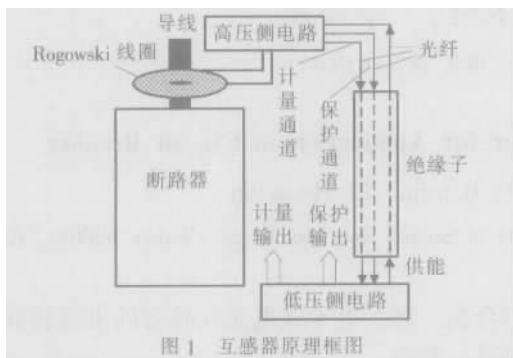 导线
高压侧电路
Rogowski 线圈
光纤
计量通道
保护通道
绝缘子
断路器
计量输出
保护输出
供能
低压侧电路
图 1 互感器原理框图